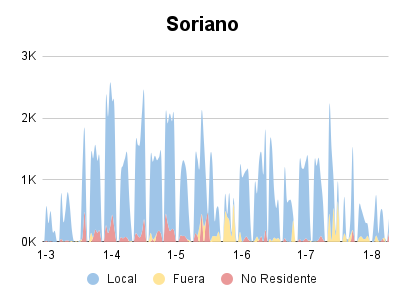 Soriano
3K
2K
1K
0K
1-3 1-4 1-5 1-6 1-7 1-8
Local Fuera No Residente